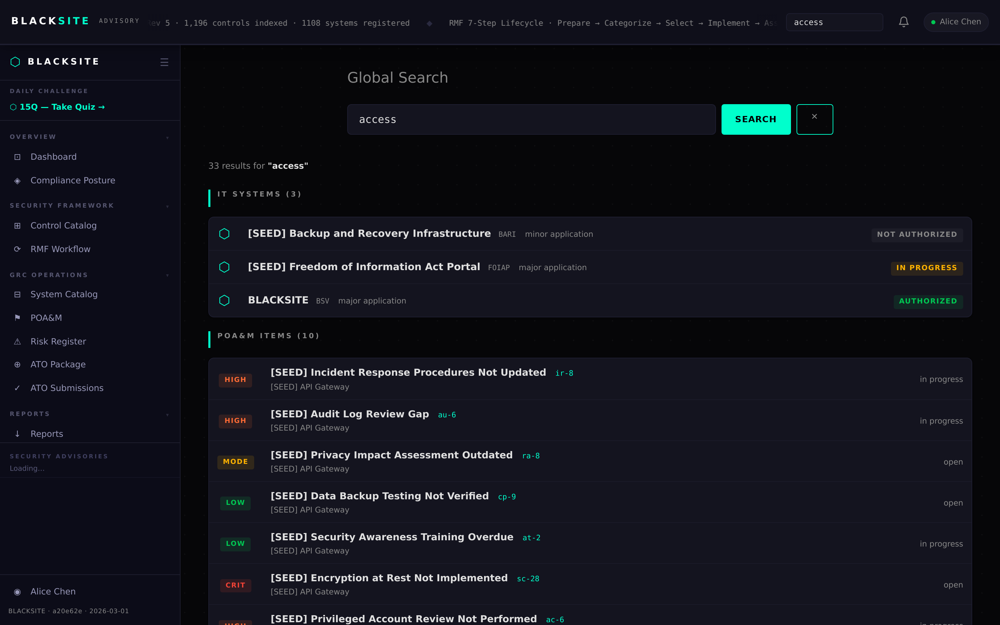 BLACKSITE ADVISORY
Rev 5 · 1,196 controls indexed · 1108 systems registered ◆ RMF 7-Step Lifecycle · Prepare → Categorize → Select → Implement → Ass
access
Alice Chen
BLACKSITE
DAILY CHALLENGE
15Q — Take Quiz →
OVERVIEW
Dashboard
Compliance Posture
SECURITY FRAMEWORK
Control Catalog
RMF Workflow
GRC OPERATIONS
System Catalog
POA&M
Risk Register
ATO Package
ATO Submissions
REPORTS
Reports
SECURITY ADVISORIES
Loading...
Alice Chen
BLACKSITE · a20e62e · 2026-03-01
Global Search
access
SEARCH
×
33 results for "access"
IT SYSTEMS (3)
[SEED] Backup and Recovery Infrastructure BARI minor application NOT AUTHORIZED
[SEED] Freedom of Information Act Portal FOIAP major application IN PROGRESS
BLACKSITE BSV major application AUTHORIZED
POA&M ITEMS (10)
HIGH [SEED] Incident Response Procedures Not Updated ir-8 in progress
[SEED] API Gateway
HIGH [SEED] Audit Log Review Gap au-6 in progress
[SEED] API Gateway
MODE [SEED] Privacy Impact Assessment Outdated ra-8 open
[SEED] API Gateway
LOW [SEED] Data Backup Testing Not Verified cp-9 open
[SEED] API Gateway
LOW [SEED] Security Awareness Training Overdue at-2 in progress
[SEED] API Gateway
CRIT [SEED] Encryption at Rest Not Implemented sc-28 open
[SEED] API Gateway
HIGH [SEED] Privileged Account Review Not Performed ac-6 in progress